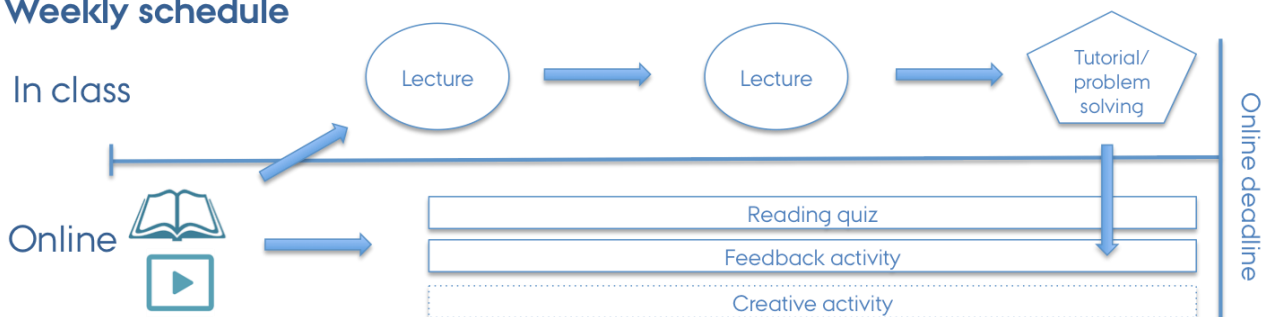 Weekly schedule
In class
Lecture
Lecture
Tutorial/
problem
solving
Online deadline
Online
Reading quiz
Feedback activity
Creative activity